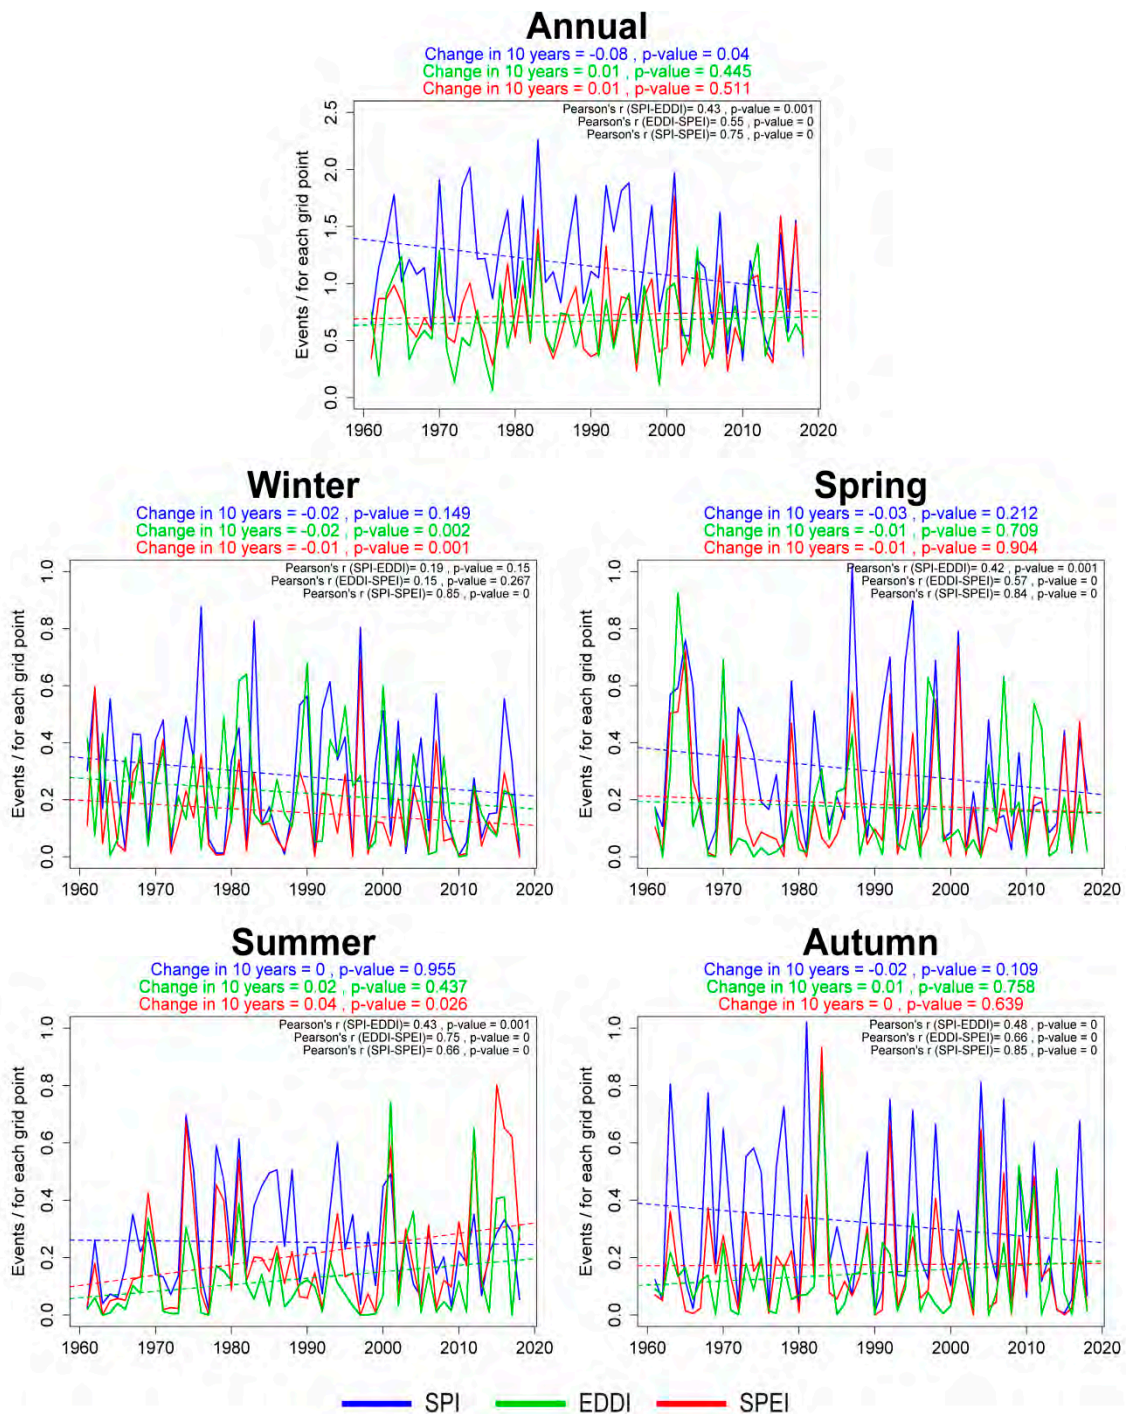 Annual
Change in 10 years = -0.08 , p-value = 0.04
Change in 10 years = 0.01 , p-value = 0.445
Change in 10 years = 0.01 , p-value = 0.511
Pearson's r (SPI-EDDI)= 0.43 , p-value = 0.001
Pearson's r (EDDI-SPEI)= 0.55 , p-value = 0
Pearson's r (SPI-SPEI)= 0.75 , p-value = 0
Events / for each grid point
2.5
2.0
1.5
1.0
0.5
0.0
1960 1970 1980 1990 2000 2010 2020
Winter
Change in 10 years = -0.02 , p-value = 0.149
Change in 10 years = -0.02 , p-value = 0.002
Change in 10 years = -0.01 , p-value = 0.001
Pearson's r (SPI-EDDI)= 0.19 , p-value = 0.15
Pearson's r (EDDI-SPEI)= 0.15 , p-value = 0.267
Pearson's r (SPI-SPEI)= 0.85 , p-value = 0
Events / for each grid point
1.0
0.8
0.6
0.4
0.2
0.0
1960 1970 1980 1990 2000 2010 2020
Spring
Change in 10 years = -0.03 , p-value = 0.212
Change in 10 years = -0.01 , p-value = 0.709
Change in 10 years = -0.01 , p-value = 0.904
Pearson's r (SPI-EDDI)= 0.42 , p-value = 0.001
Pearson's r (EDDI-SPEI)= 0.57 , p-value = 0
Pearson's r (SPI-SPEI)= 0.84 , p-value = 0
Events / for each grid point
1.0
0.8
0.6
0.4
0.2
0.0
1960 1970 1980 1990 2000 2010 2020
Summer
Change in 10 years = 0 , p-value = 0.955
Change in 10 years = 0.02 , p-value = 0.437
Change in 10 years = 0.04 , p-value = 0.026
Pearson's r (SPI-EDDI)= 0.43 , p-value = 0.001
Pearson's r (EDDI-SPEI)= 0.75 , p-value = 0
Pearson's r (SPI-SPEI)= 0.66 , p-value = 0
Events / for each grid point
1.0
0.8
0.6
0.4
0.2
0.0
1960 1970 1980 1990 2000 2010 2020
Autumn
Change in 10 years = -0.02 , p-value = 0.109
Change in 10 years = 0.01 , p-value = 0.758
Change in 10 years = 0 , p-value = 0.639
Pearson's r (SPI-EDDI)= 0.48 , p-value = 0
Pearson's r (EDDI-SPEI)= 0.66 , p-value = 0
Pearson's r (SPI-SPEI)= 0.85 , p-value = 0
Events / for each grid point
1.0
0.8
0.6
0.4
0.2
0.0
1960 1970 1980 1990 2000 2010 2020
SPI EDDI SPEI